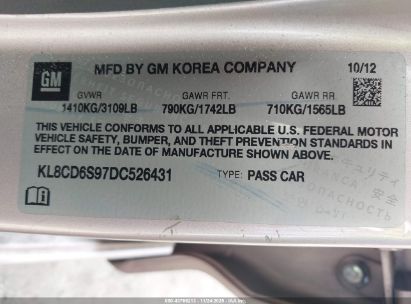 GM
MFD BY GM KOREA COMPANY 10/12
GVWR GAWR FRT. GAWR RR.
1410KG/3109LB 790KG/1742LB 710KG/1565LB
THIS VEHICLE CONFORMS TO ALL APPLICABLE U.S. FEDERAL MOTOR
VEHICLE SAFETY, BUMPER, AND THEFT PREVENTION STANDARDS IN
EFFECT ON THE DATE OF MANUFACTURE SHOWN ABOVE.
KL8CD6S97DC526431 TYPE: PASS CAR